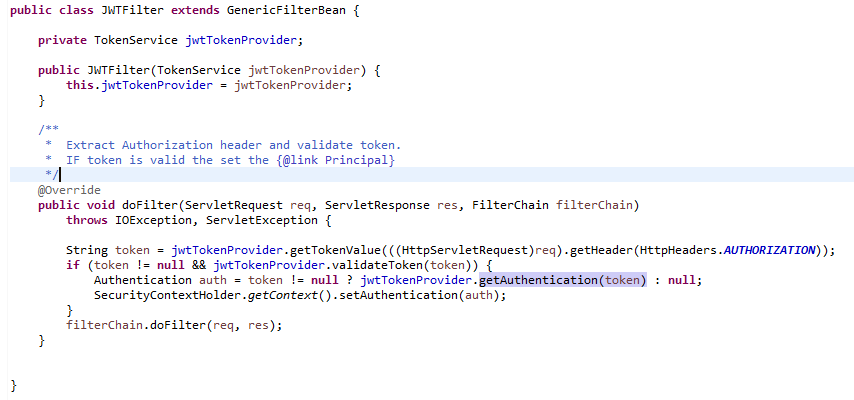 public class JWTFilter extends GenericFilterBean {
private TokenService jwtTokenProvider;
public JWTFilter(TokenService jwtTokenProvider) {
this.jwtTokenProvider = jwtTokenProvider;
}
/**
*  Extract Authorization header and validate token.
*  IF token is valid the set the {@link Principal}
*/
@Override
public void doFilter(ServletRequest req, ServletResponse res, FilterChain filterChain)
throws IOException, ServletException {
String token = jwtTokenProvider.getTokenValue(((HttpServletRequest)req).getHeader(HttpHeaders.AUTHORIZATION));
if (token != null && jwtTokenProvider.validateToken(token)) {
Authentication auth = token != null ? jwtTokenProvider.getAuthentication(token) : null;
SecurityContextHolder.getContext().setAuthentication(auth);
}
filterChain.doFilter(req, res);
}
}